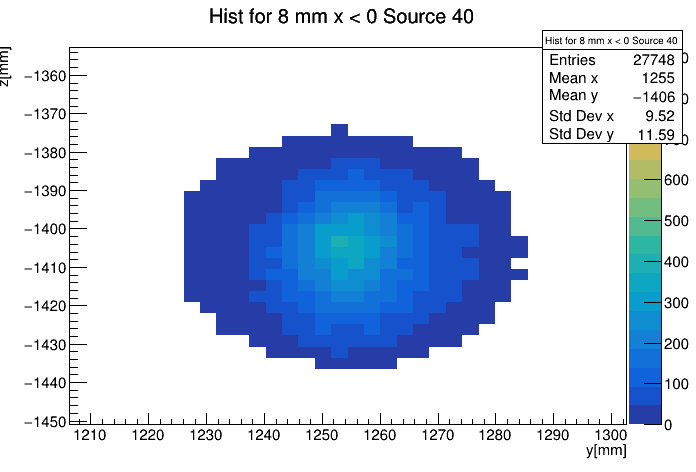 Hist for 8 mm x < 0 Source 40
z[mm]
Hist for 8 mm x < 0 Source 40
Entries 27748
Mean x 1255
Mean y −1406
Std Dev x 9.52
Std Dev y 11.59
−1360
−1370
−1380
−1390
−1400
−1410
−1420
−1430
−1440
−1450
1210 1220 1230 1240 1250 1260 1270 1280 1290 1300
y[mm]
600
500
400
300
200
100
0